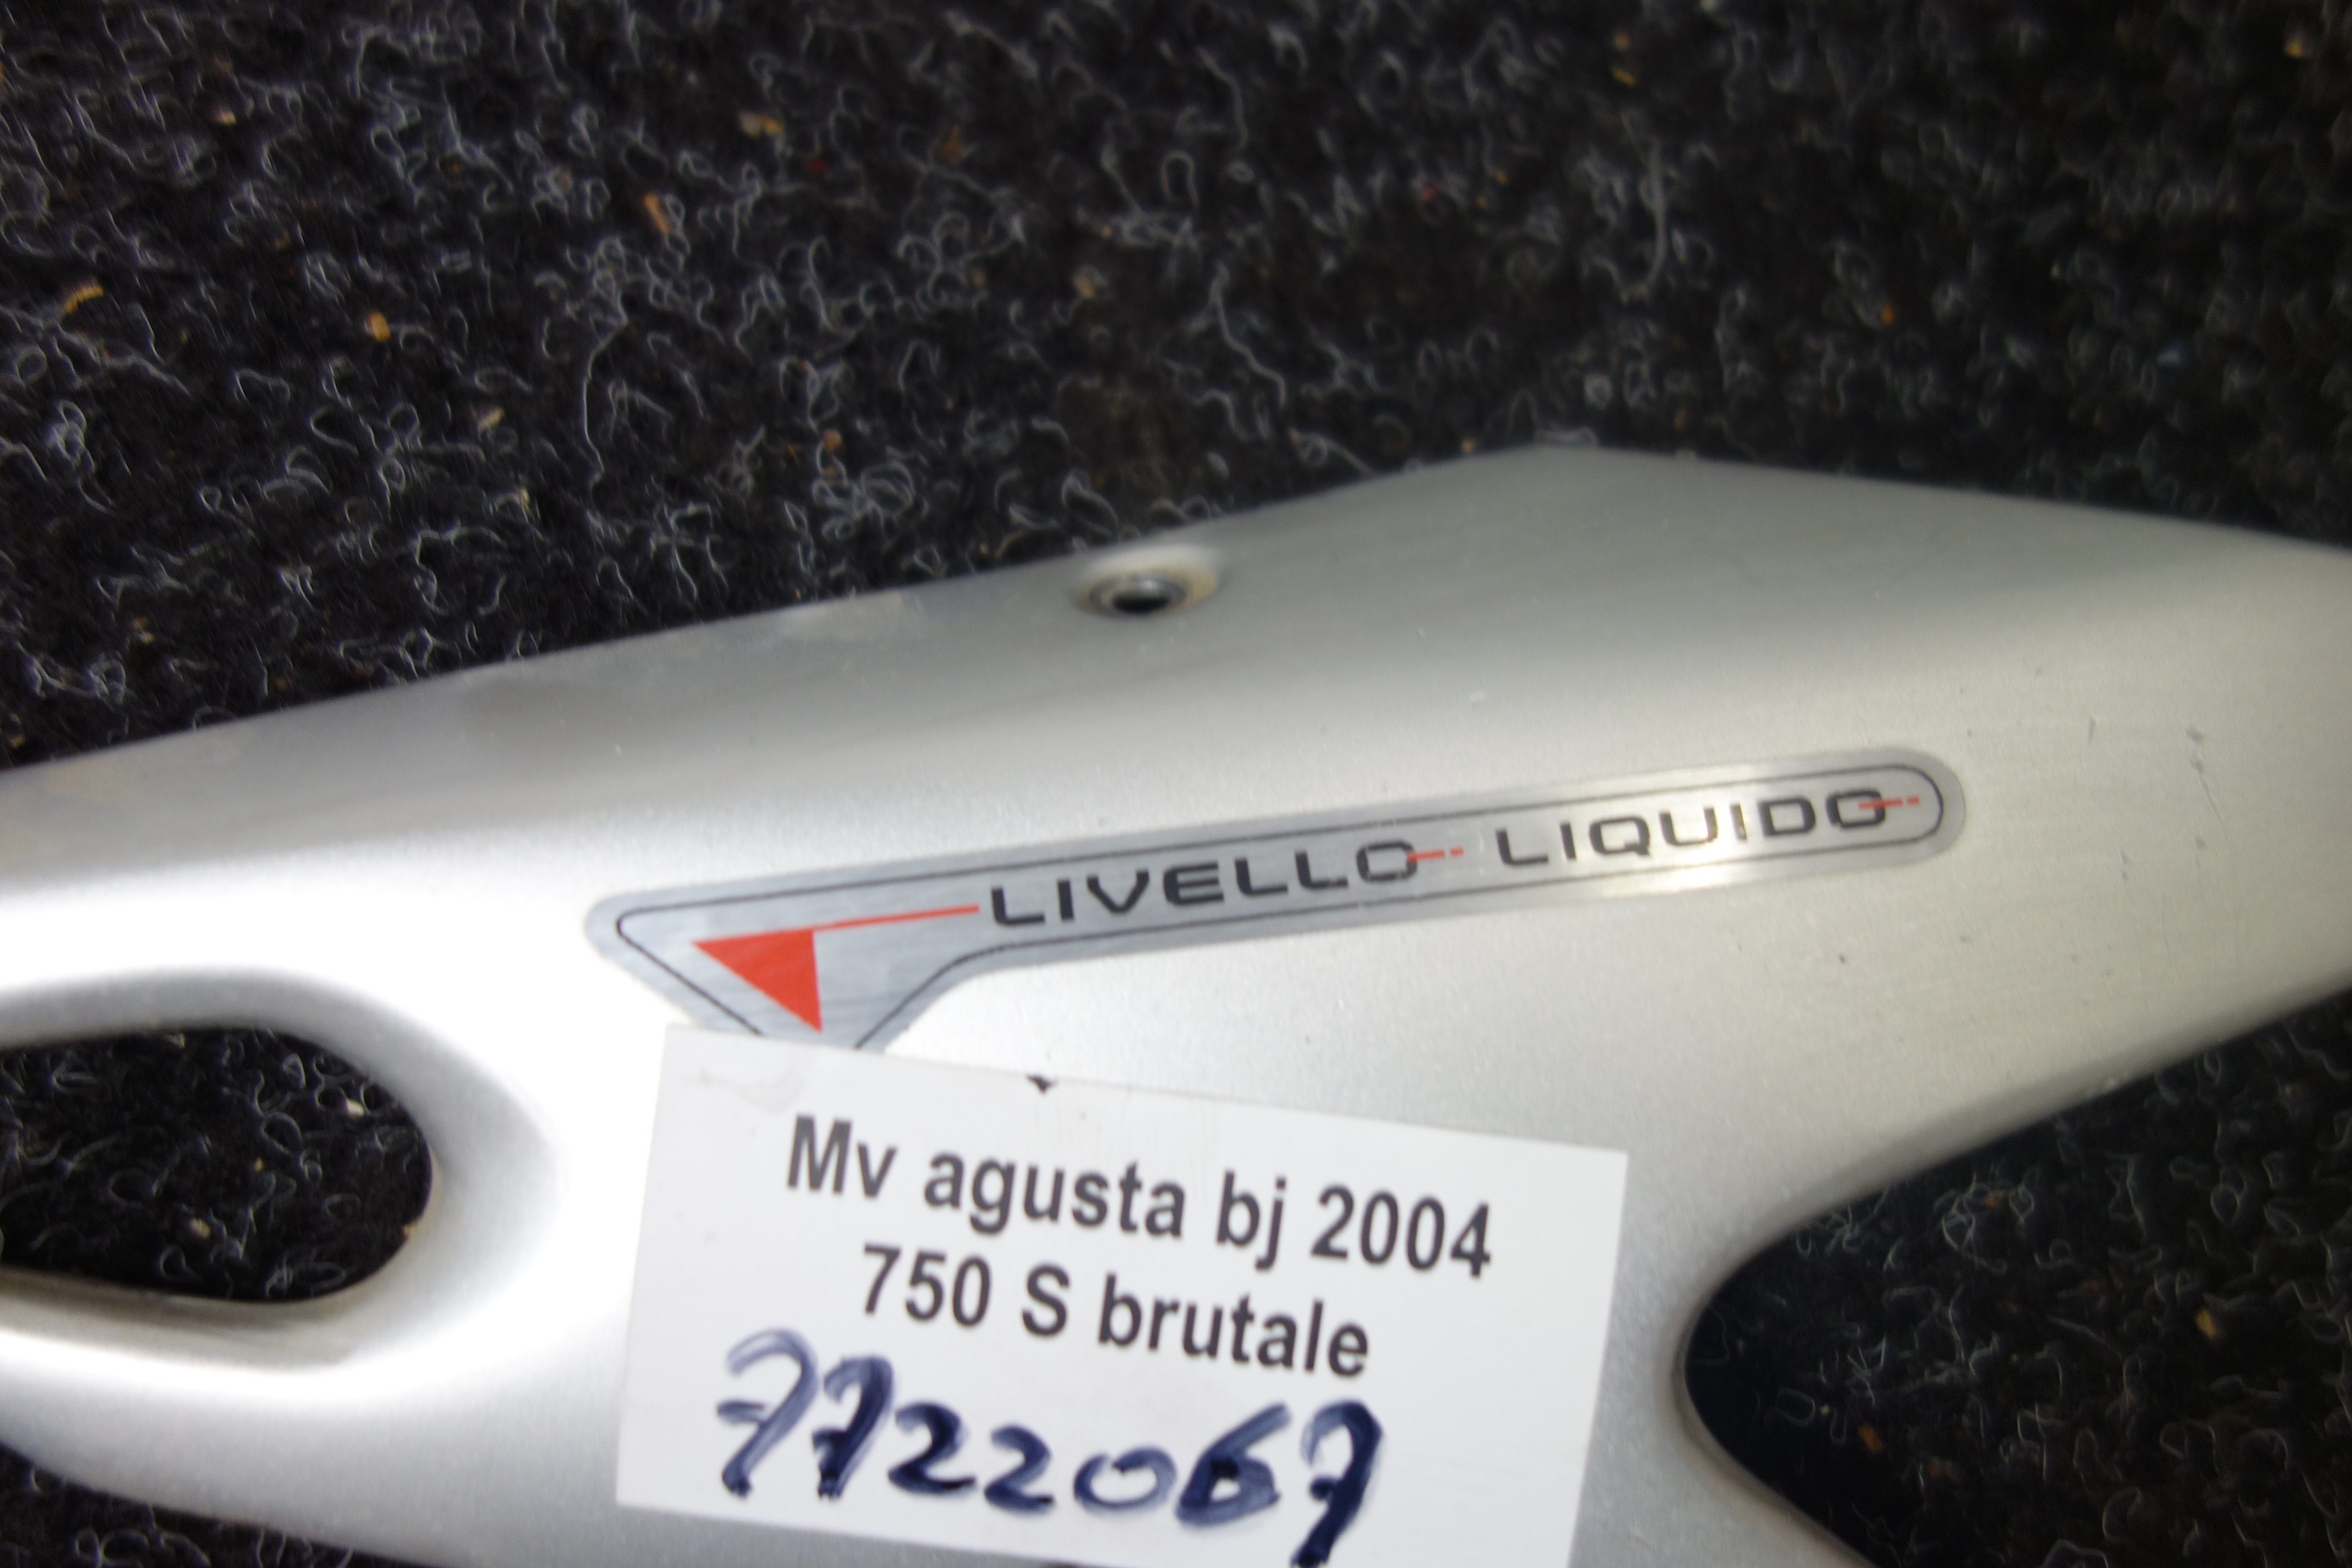 LIVELLO LIQUIDO
Mv agusta bj 2004
750 S brutale
7722067